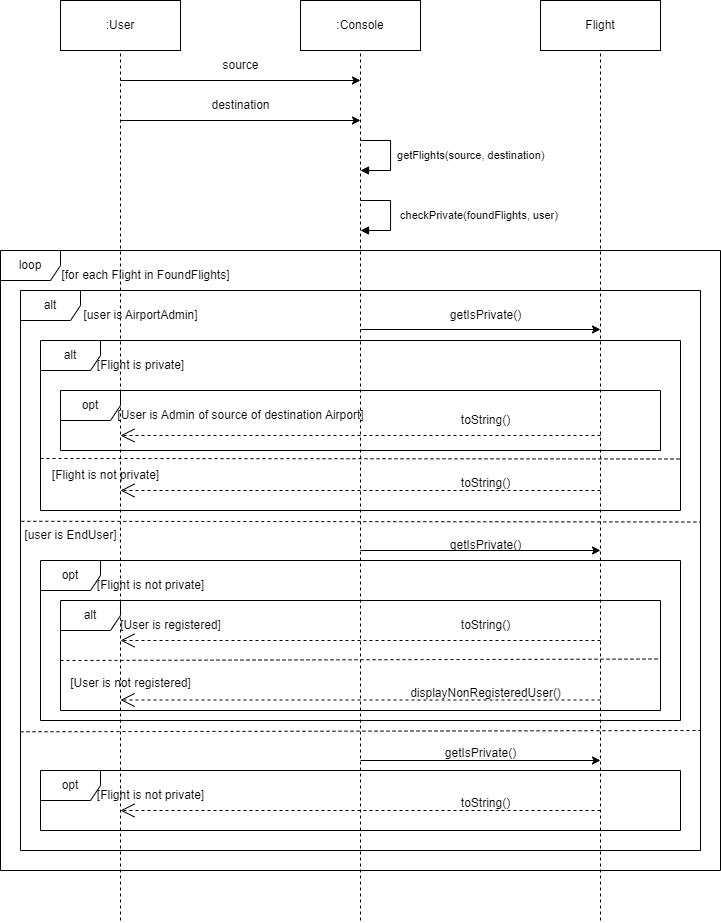 :User
:Console
Flight
source
destination
getFlights(source, destination)
checkPrivate(foundFlights, user)
loop
[for each Flight in FoundFlights]
alt
[user is AirportAdmin]
getIsPrivate()
alt
[Flight is private]
opt
[User is Admin of source of destination Airport]
toString()
[Flight is not private]
toString()
[user is EndUser]
getIsPrivate()
opt
[Flight is not private]
alt
[User is registered]
toString()
[User is not registered]
displayNonRegisteredUser()
getIsPrivate()
opt
[Flight is not private]
toString()